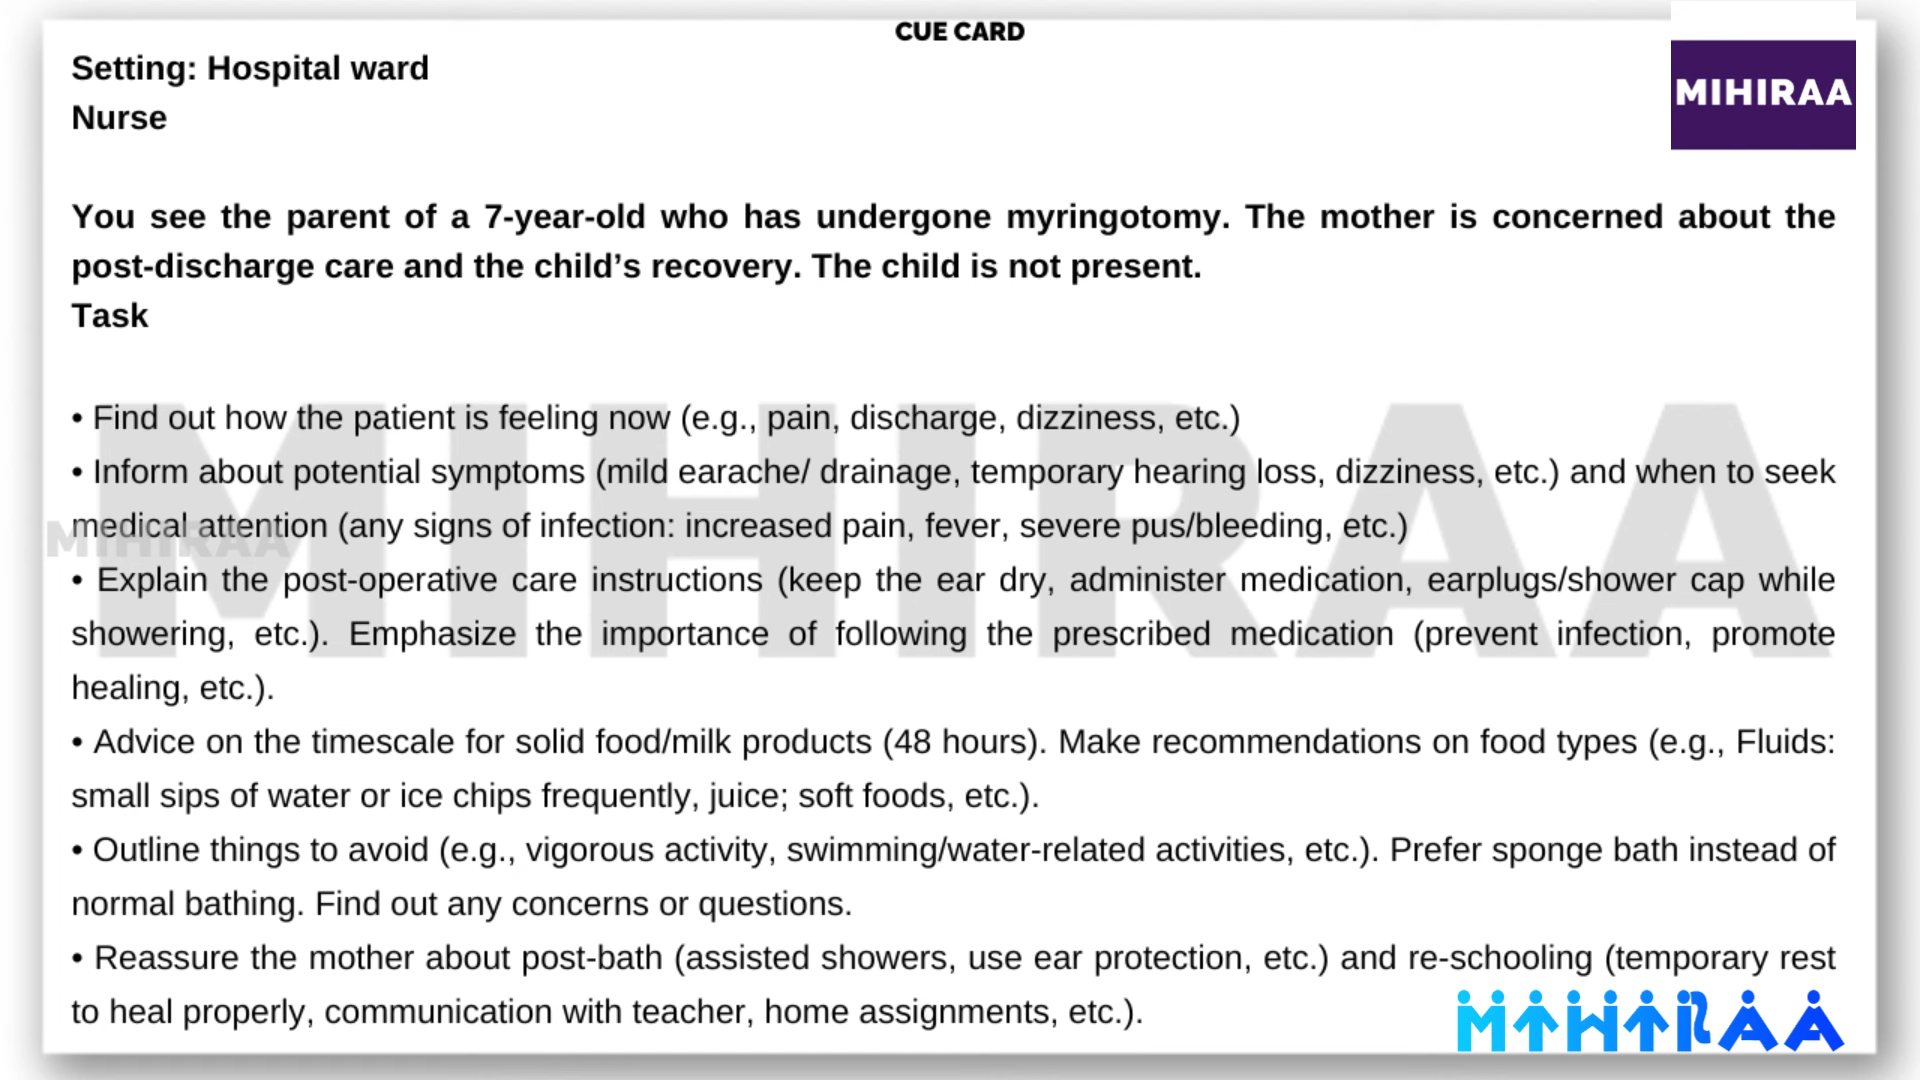 CUE CARD
Setting: Hospital ward
MIHIRAA
Nurse
You see the parent of a 7-year-old who has undergone myringotomy. The mother is concerned about the
post-discharge care and the child’s recovery. The child is not present.
Task
• Find out how the patient is feeling now (e.g., pain, discharge, dizziness, etc.)
• Inform about potential symptoms (mild earache/ drainage, temporary hearing loss, dizziness, etc.) and when to seek
medical attention (any signs of infection: increased pain, fever, severe pus/bleeding, etc.)
MIHIRAA
MIHIRAA
• Explain the post-operative care instructions (keep the ear dry, administer medication, earplugs/shower cap while
showering, etc.). Emphasize the importance of following the prescribed medication (prevent infection, promote
healing, etc.).
• Advice on the timescale for solid food/milk products (48 hours). Make recommendations on food types (e.g., Fluids:
small sips of water or ice chips frequently, juice; soft foods, etc.).
• Outline things to avoid (e.g., vigorous activity, swimming/water-related activities, etc.). Prefer sponge bath instead of
normal bathing. Find out any concerns or questions.
• Reassure the mother about post-bath (assisted showers, use ear protection, etc.) and re-schooling (temporary rest
to heal properly, communication with teacher, home assignments, etc.).
MIHIRAA